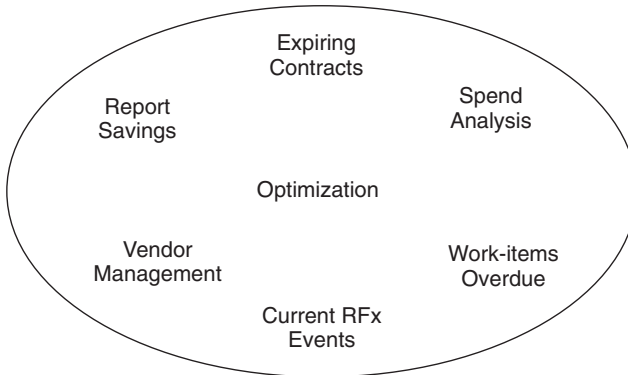 Expiring
Contracts
Report
Savings
Spend
Analysis
Optimization
Vendor
Management
Work-items
Overdue
Current RFx
Events